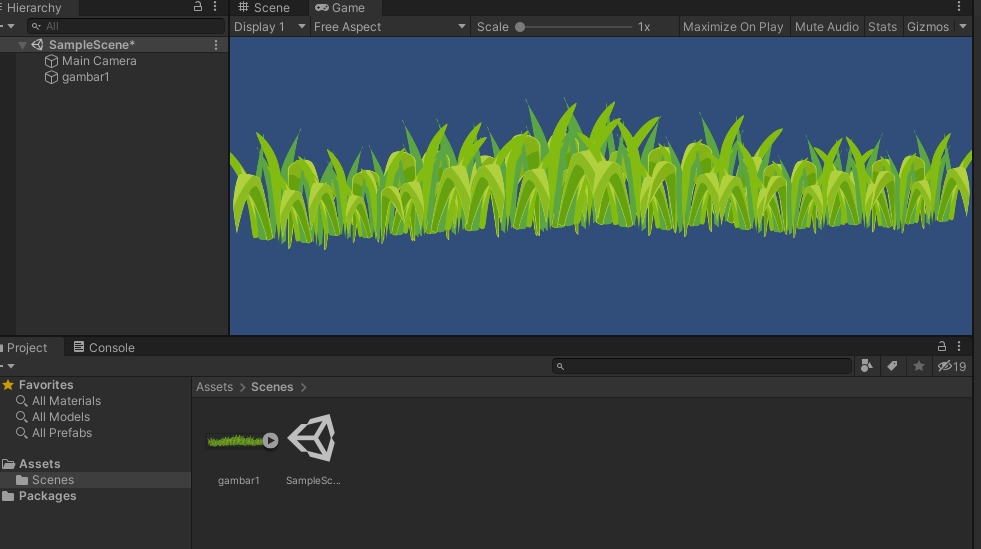 Hierarchy
Scene
Game
All
Display 1
Free Aspect
Scale
1x
Maximize On Play
Mute Audio
Stats
Gizmos
SampleScene*
Main Camera
gambar1
Project
Console
19
Favorites
All Materials
All Models
All Prefabs
Assets
Scenes
Packages
Assets > Scenes >
gambar1
SampleSc...